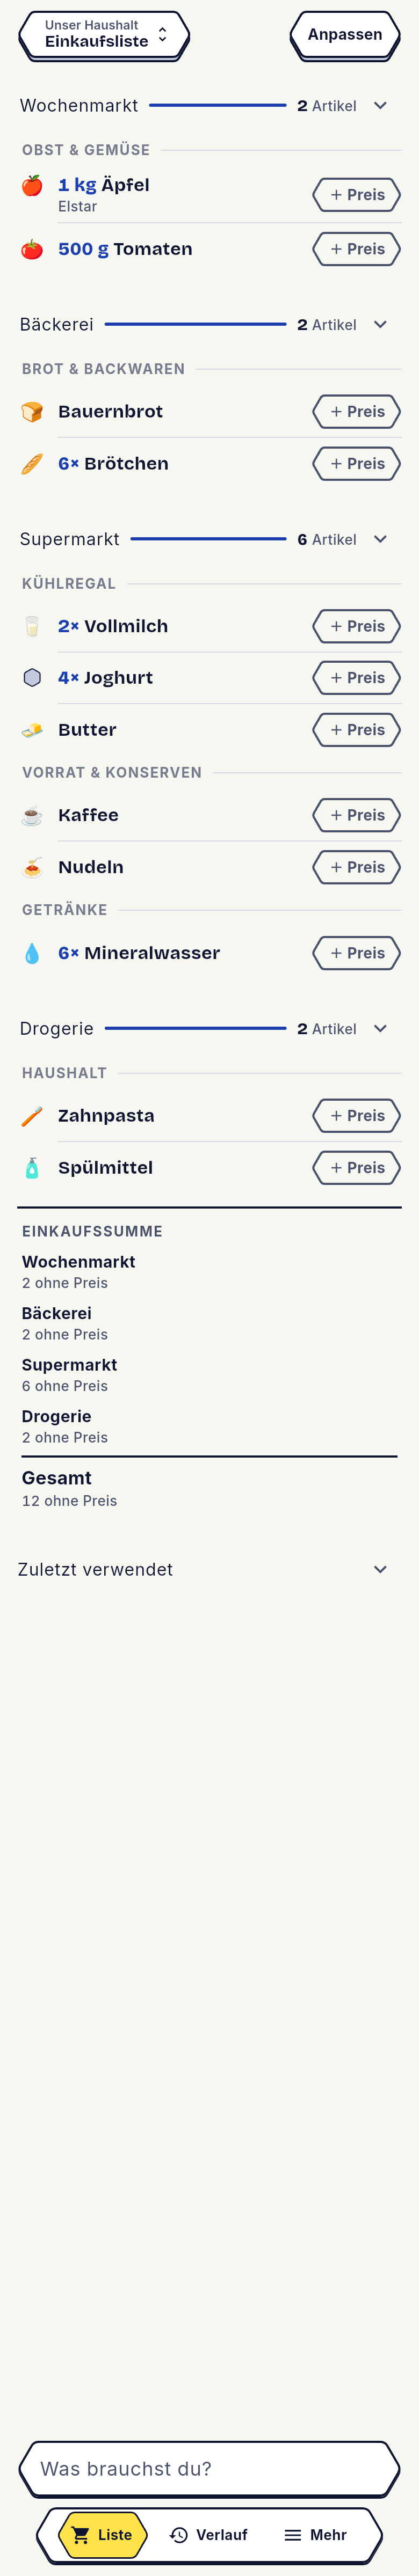 Unser Haushalt
Einkaufsliste
Anpassen
Wochenmarkt 2 Artikel
OBST & GEMÜSE
1 kg Äpfel
Elstar
+ Preis
500 g Tomaten
+ Preis
Bäckerei 2 Artikel
BROT & BACKWAREN
Bauernbrot
+ Preis
6× Brötchen
+ Preis
Supermarkt 6 Artikel
KÜHLREGAL
2× Vollmilch
+ Preis
4× Joghurt
+ Preis
Butter
+ Preis
VORRAT & KONSERVEN
Kaffee
+ Preis
Nudeln
+ Preis
GETRÄNKE
6× Mineralwasser
+ Preis
Drogerie 2 Artikel
HAUSHALT
Zahnpasta
+ Preis
Spülmittel
+ Preis
EINKAUFSSUMME
Wochenmarkt
2 ohne Preis
Bäckerei
2 ohne Preis
Supermarkt
6 ohne Preis
Drogerie
2 ohne Preis
Gesamt
12 ohne Preis
Zuletzt verwendet
Was brauchst du?
Liste
Verlauf
Mehr